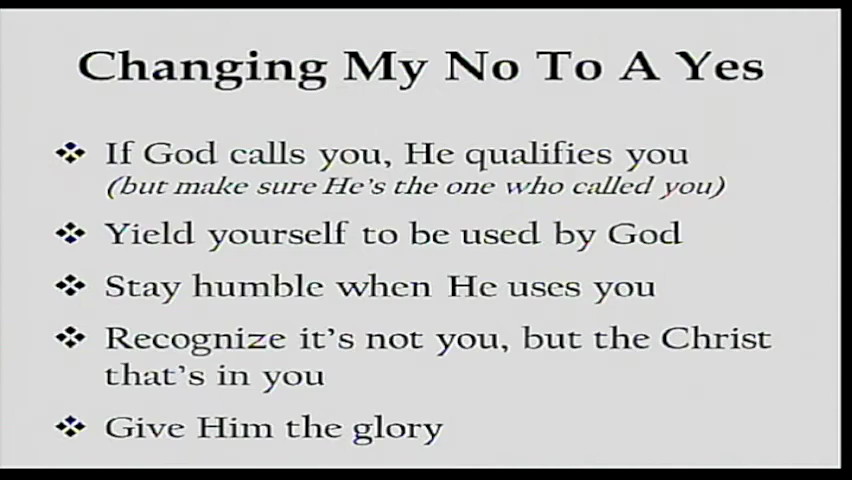 Changing My No To A Yes
❖ If God calls you, He qualifies you
(but make sure He's the one who called you)
❖ Yield yourself to be used by God
❖ Stay humble when He uses you
❖ Recognize it's not you, but the Christ
that's in you
❖ Give Him the glory